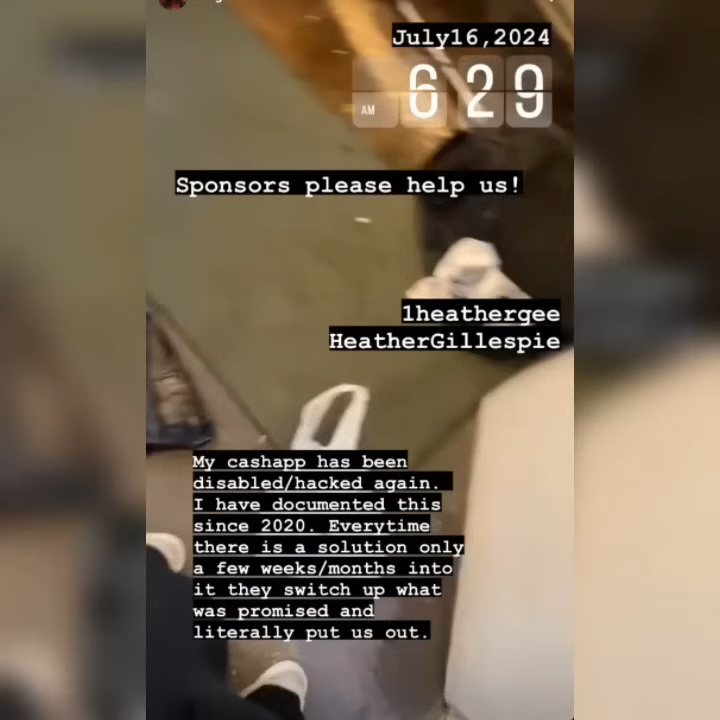 July16,2024
AM 6 29
Sponsors please help us!
1heathergee
HeatherGillespie
My cashapp has been
disabled/hacked again.
I have documented this
since 2020. Everytime
there is a solution only
a few weeks/months into
it they switch up what
was promised and
literally put us out.